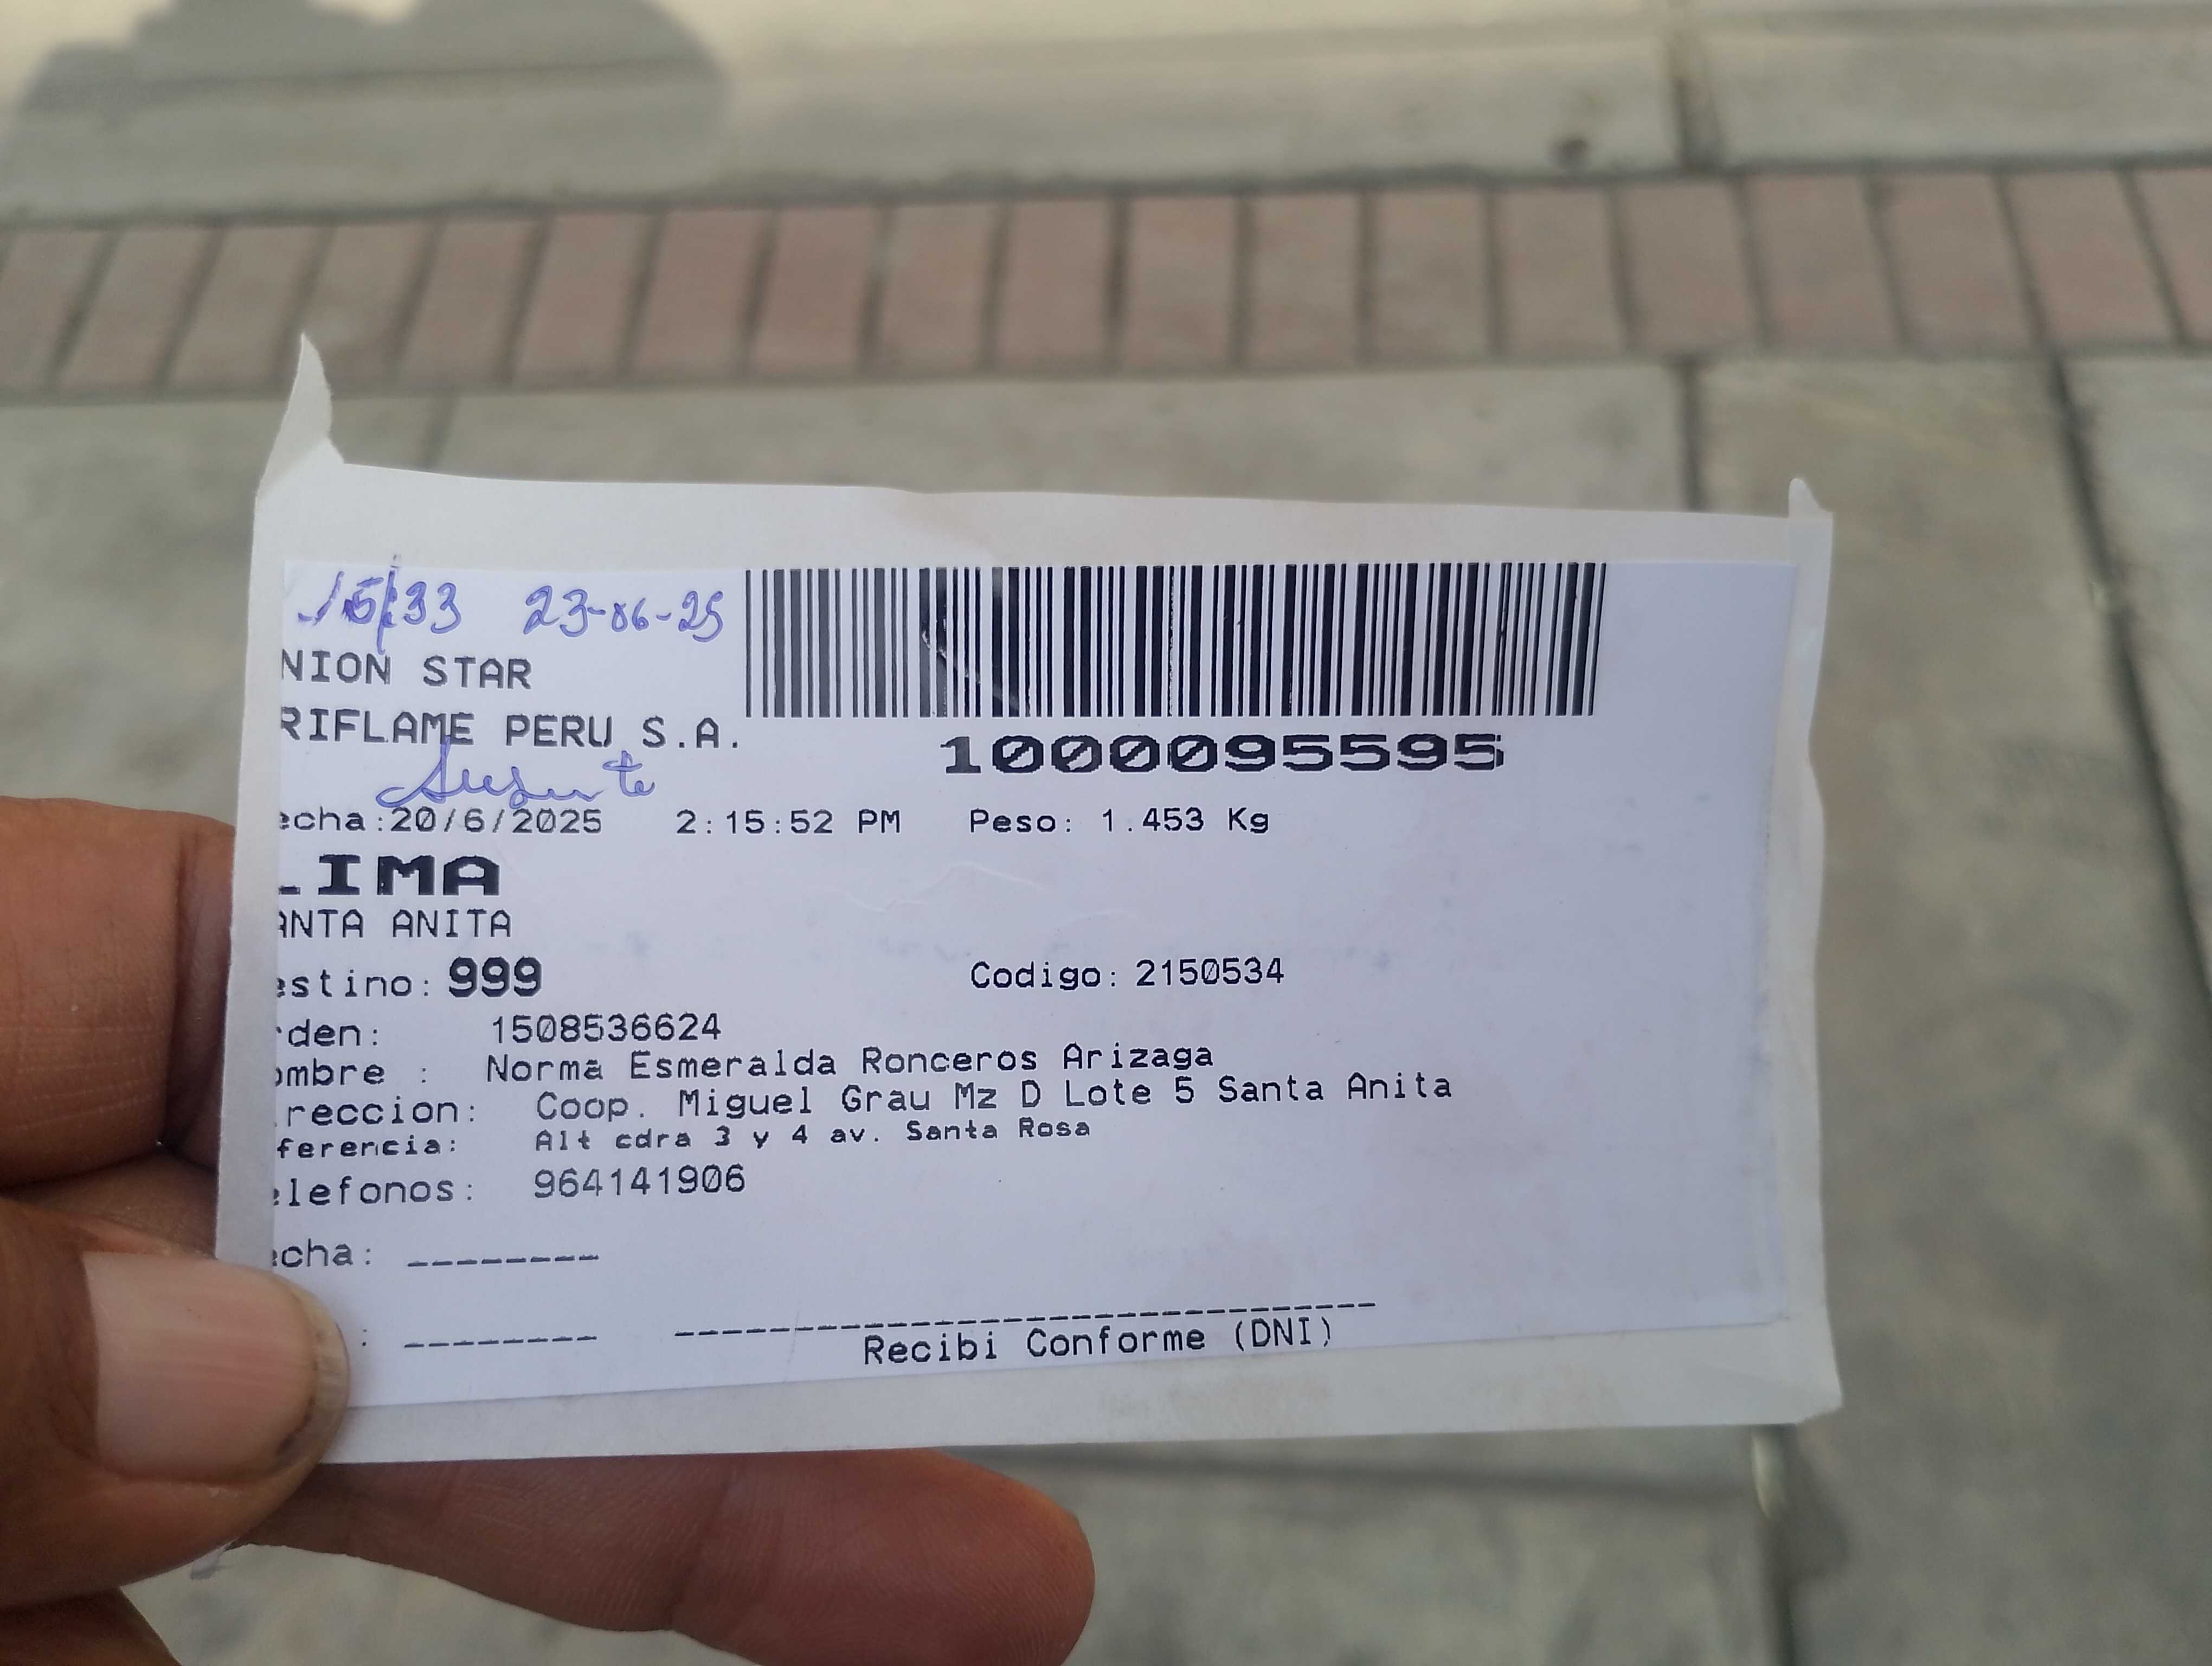 15:33 23-06-25
NION STAR
RIFLAME PERU S.A.
1000095595
Ausente
echa:20/6/2025 2:15:52 PM Peso: 1.453 Kg
LIMA
ANTA ANITA
estino: 999 Codigo: 2150534
rden: 1508536624
ombre : Norma Esmeralda Ronceros Arizaga
reccion: Coop. Miguel Grau Mz D Lote 5 Santa Anita
ferencia: Alt cdra 3 y 4 av. Santa Rosa
elefonos: 964141906
echa: --------
: -------- ------------------------------
Recibi Conforme (DNI)